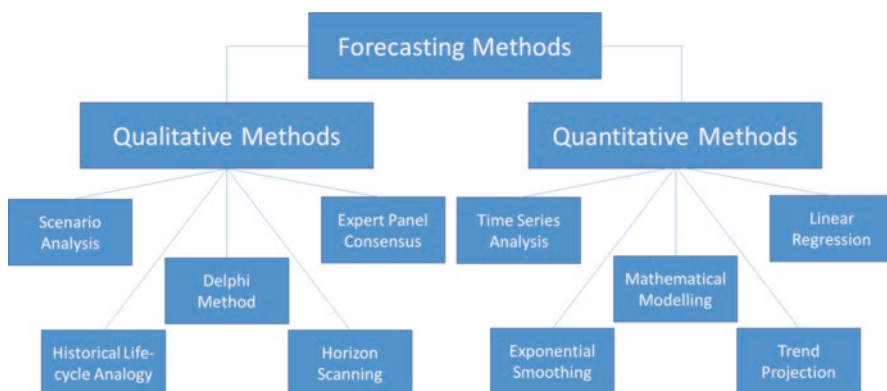 Forecasting Methods
Qualitative Methods
Quantitative Methods
Scenario
Analysis
Expert Panel
Consensus
Time Series
Analysis
Linear
Regression
Delphi
Method
Mathematical
Modelling
Historical Life-
cycle Analogy
Horizon
Scanning
Exponential
Smoothing
Trend
Projection